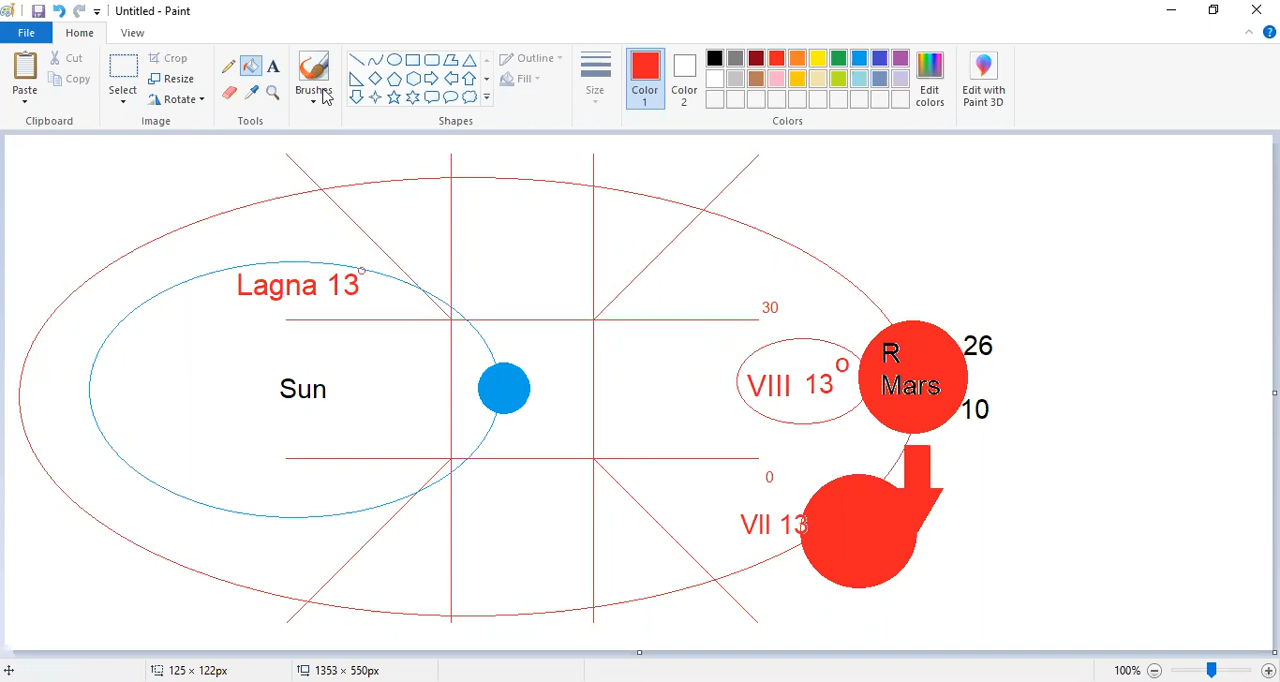 Untitled - Paint
File
Home
View
Paste
Cut
Copy
Clipboard
Select
Crop
Resize
Rotate
Image
A
Tools
Brushes
Outline
Fill
Shapes
Size
Color
1
Color
2
Edit
colors
Colors
Edit with
Paint 3D
Lagna 13°
30
Sun
VIII 13°
R
Mars
26
10
0
VII 13
125 × 122px
1353 × 550px
100%